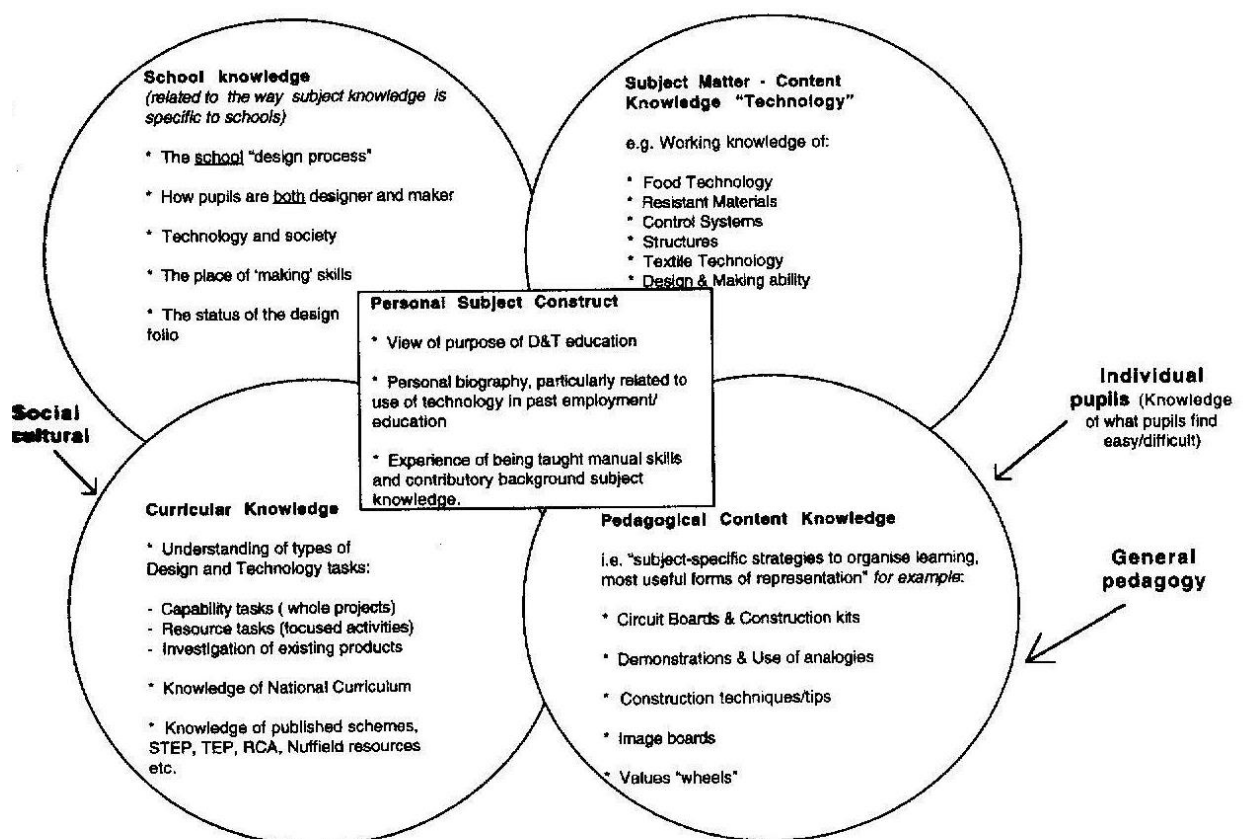 School knowledge
(related to the way subject knowledge is
specific to schools)
* The school "design process"
* How pupils are both designer and maker
* Technology and society
* The place of 'making' skills
* The status of the design
folio
Subject Matter - Content
Knowledge "Technology"
e.g. Working knowledge of:
* Food Technology
* Resistant Materials
* Control Systems
* Structures
* Textile Technology
* Design & Making ability
Personal Subject Construct
* View of purpose of D&T education
* Personal biography, particularly related to
use of technology in past employment/
education
* Experience of being taught manual skills
and contributory background subject
knowledge.
Social
cultural
Individual
pupils (Knowledge
of what pupils find
easy/difficult)
Curricular Knowledge
* Understanding of types of
Design and Technology tasks:
- Capability tasks ( whole projects)
- Resource tasks (focused activities)
- Investigation of existing products
* Knowledge of National Curriculum
* Knowledge of published schemes,
STEP, TEP, RCA, Nuffield resources
etc.
Pedagogical Content Knowledge
i.e. "subject-specific strategies to organise learning,
most useful forms of representation" for example:
* Circuit Boards & Construction kits
* Demonstrations & Use of analogies
* Construction techniques/tips
* Image boards
* Values "wheels"
General
pedagogy